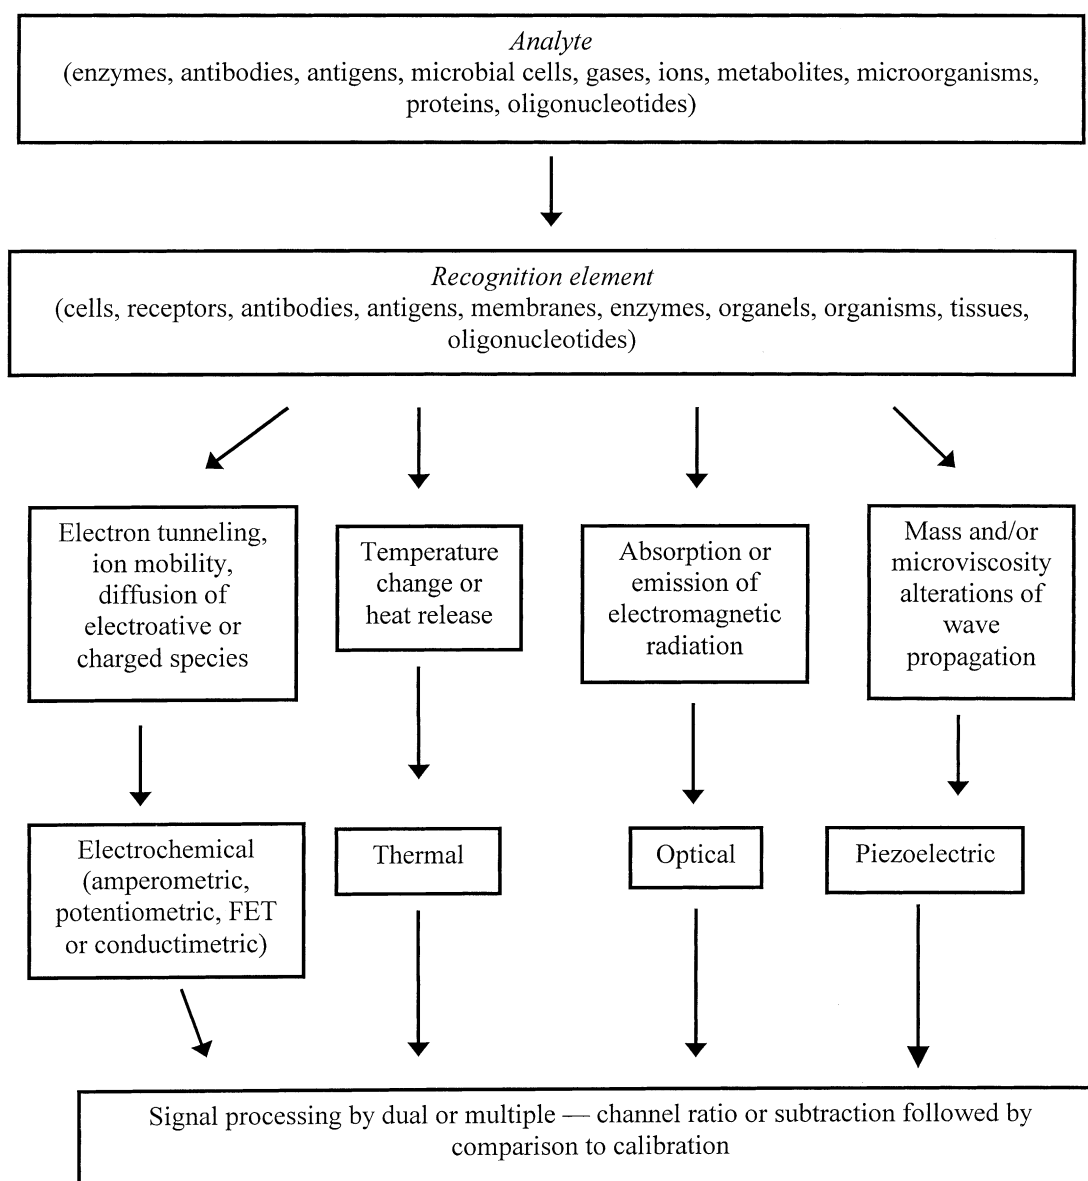 Analyte
(enzymes, antibodies, antigens, microbial cells, gases, ions, metabolites, microorganisms,
proteins, oligonucleotides)
Recognition element
(cells, receptors, antibodies, antigens, membranes, enzymes, organels, organisms, tissues,
oligonucleotides)
Electron tunneling,
ion mobility,
diffusion of
electroative or
charged species
Temperature
change or
heat release
Absorption or
emission of
electromagnetic
radiation
Mass and/or
microviscosity
alterations of
wave
propagation
Electrochemical
(amperometric,
potentiometric, FET
or conductimetric)
Thermal
Optical
Piezoelectric
Signal processing by dual or multiple — channel ratio or subtraction followed by
comparison to calibration